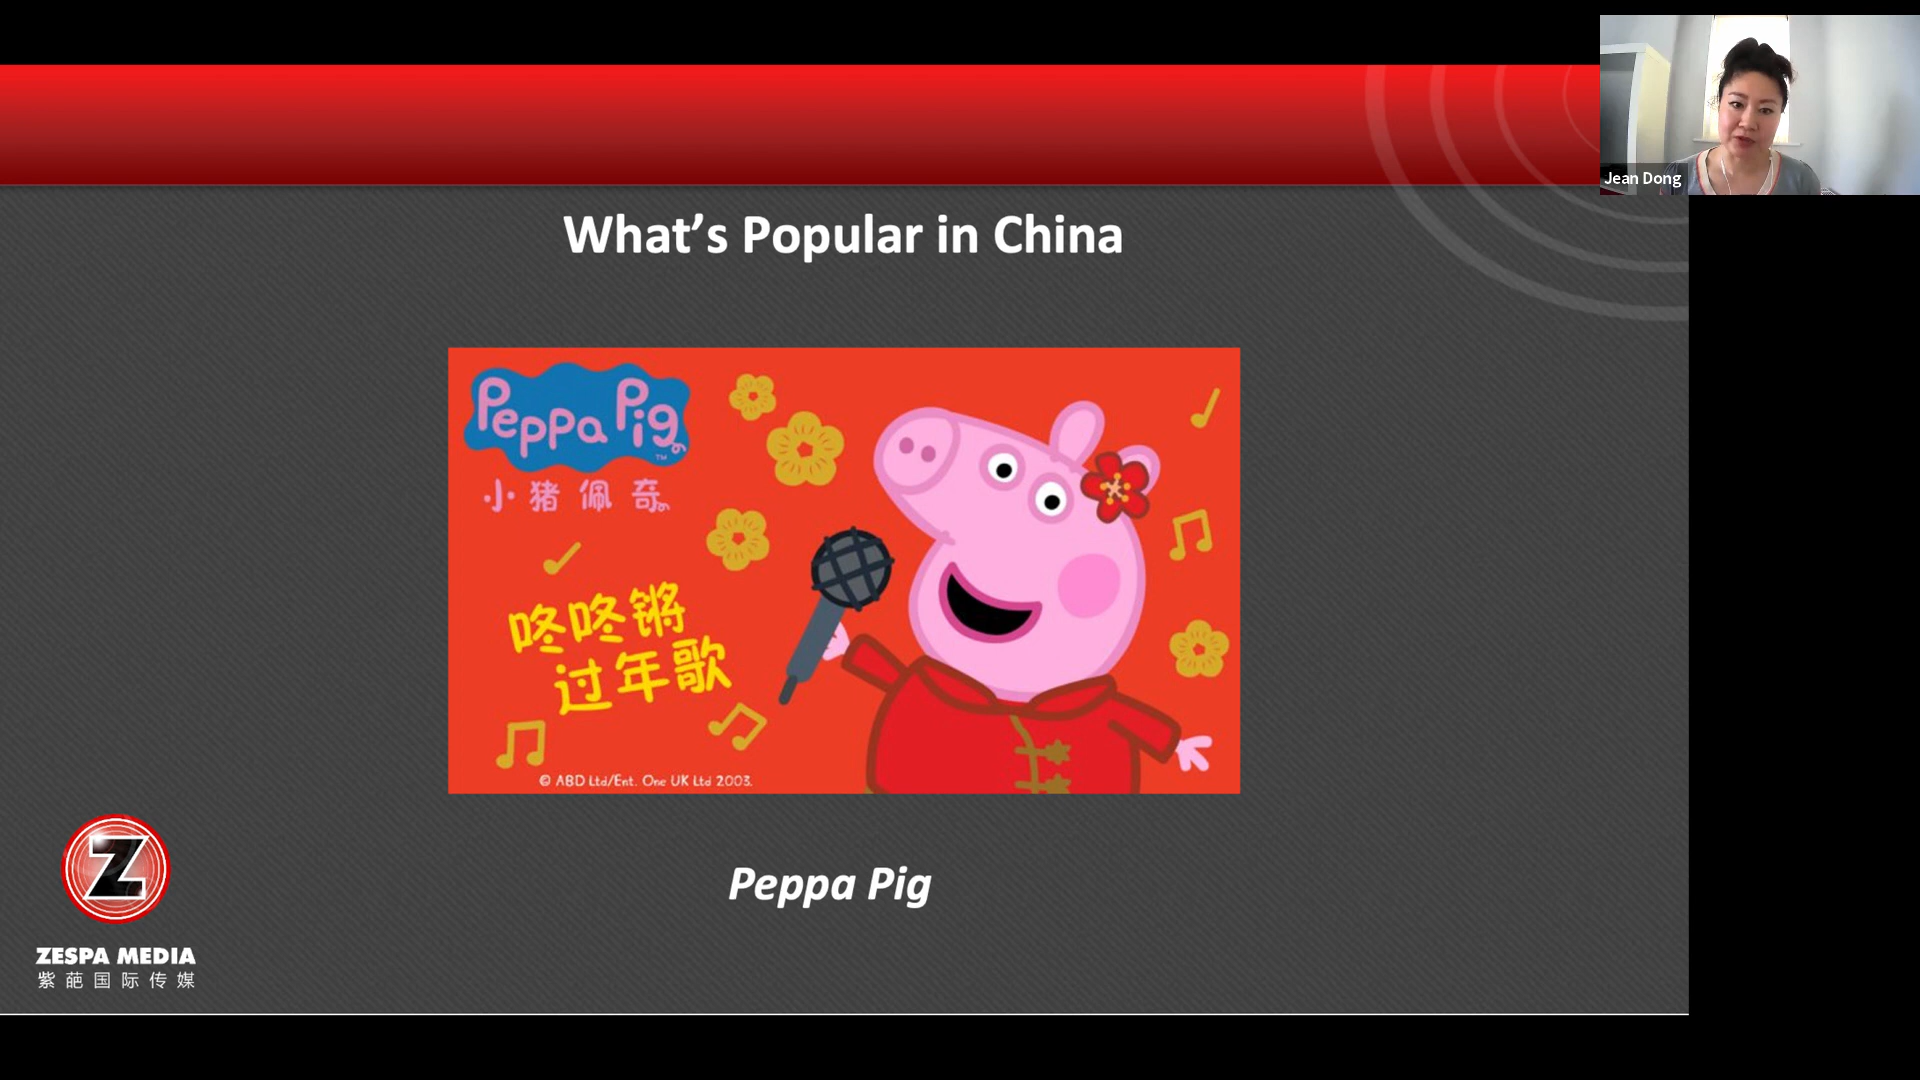 Jean Dong
What's Popular in China
Peppa Pig
TM
小猪佩奇
咚咚锵
过年歌
© ABD Ltd/Ent. One UK Ltd 2003.
Peppa Pig
Z
ZESPA MEDIA
紫葩国际传媒